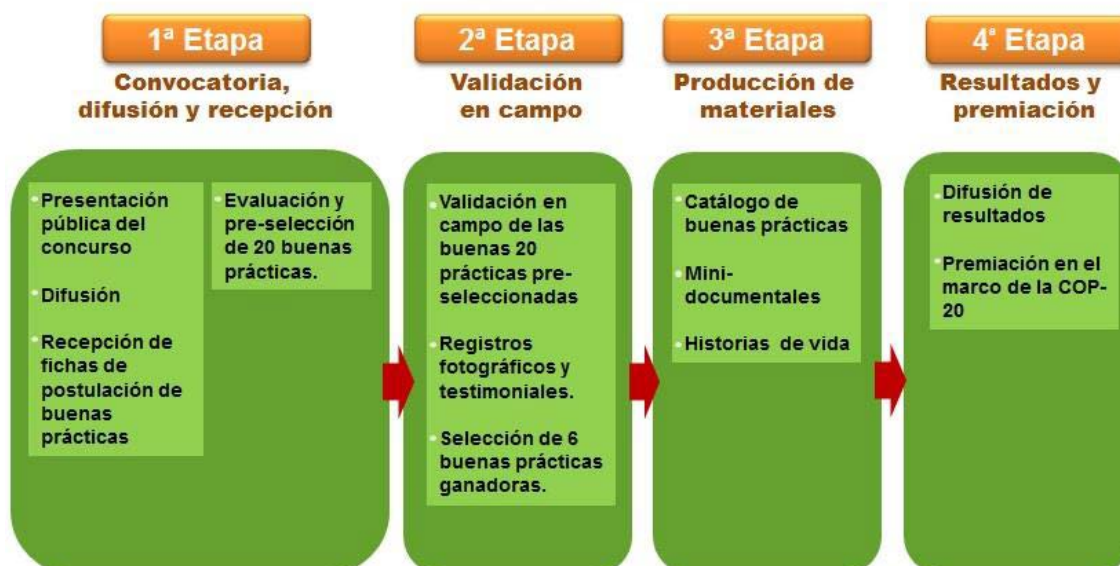 1ª Etapa
Convocatoria,
difusión y recepción
Presentación
pública del
concurso
Difusión
Recepción de
fichas de
postulación de
buenas
prácticas
Evaluación y
pre-selección
de 20 buenas
prácticas.
2ª Etapa
Validación
en campo
Validación en
campo de las
buenas 20
prácticas pre-
seleccionadas
Registros
fotográficos y
testimoniales.
Selección de 6
buenas prácticas
ganadoras.
3ª Etapa
Producción de
materiales
Catálogo de
buenas prácticas
Mini-
documentales
Historias de vida
4ª Etapa
Resultados y
premiación
Difusión de
resultados
Premiación en el
marco de la COP-
20